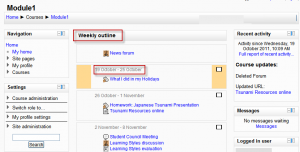 Module1
Home ▶ My courses ▶ Module1
Navigation
Home
My home
Site pages
My profile
Courses
Settings
Course administration
Switch role to...
My profile settings
Site administration
Search
Weekly outline
News forum
19 October - 25 October
What I did in my Holidays
26 October - 1 November
Homework: Japanese Tsunami Presentation
Tsunami Resources online
2 November - 8 November
Student Council Meeting
Learning Styles discussion
Learning Styles evaluation
Recent activity
Activity since Wednesday, 19
October 2011, 10:09 AM
Full report of recent activity...
Course updates:
Deleted Forum
Updated URL
Tsunami Resources online
Messages
No messages waiting
Messages
Logged in user